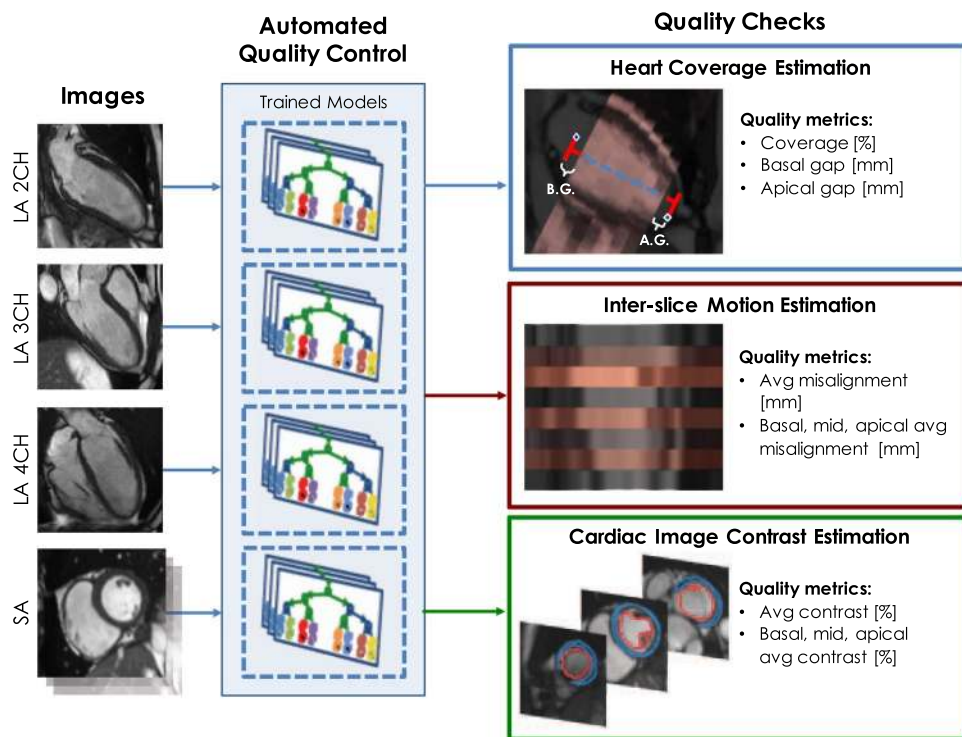 Images
LA 2CH
LA 3CH
LA 4CH
SA
Automated
Quality Control
Trained Models
Quality Checks
Heart Coverage Estimation
B.G.
A.G.
Quality metrics:
• Coverage [%]
• Basal gap [mm]
• Apical gap [mm]
Inter-slice Motion Estimation
Quality metrics:
• Avg misalignment
[mm]
• Basal, mid, apical avg
misalignment [mm]
Cardiac Image Contrast Estimation
Quality metrics:
• Avg contrast [%]
• Basal, mid, apical
avg contrast [%]